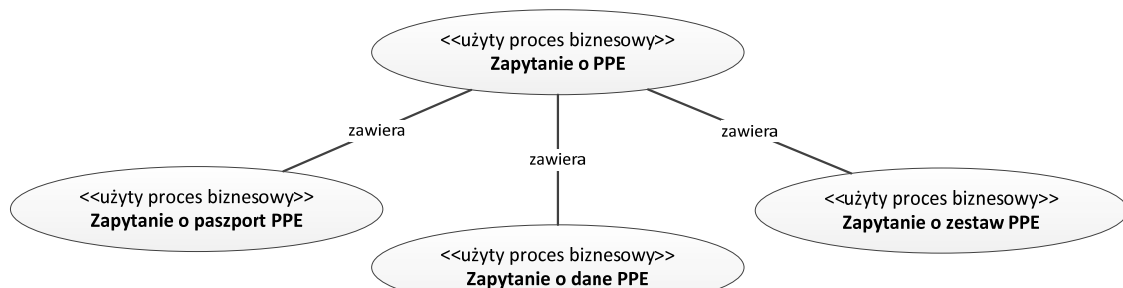 <<użyty proces biznesowy>>
Zapytanie o PPE
zawiera
zawiera
zawiera
<<użyty proces biznesowy>>
Zapytanie o paszport PPE
<<użyty proces biznesowy>>
Zapytanie o zestaw PPE
<<użyty proces biznesowy>>
Zapytanie o dane PPE